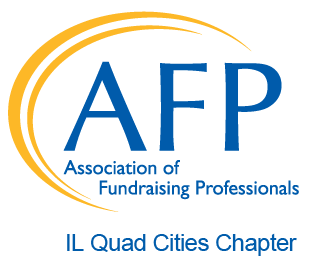 AFP
Association of
Fundraising Professionals
IL Quad Cities Chapter